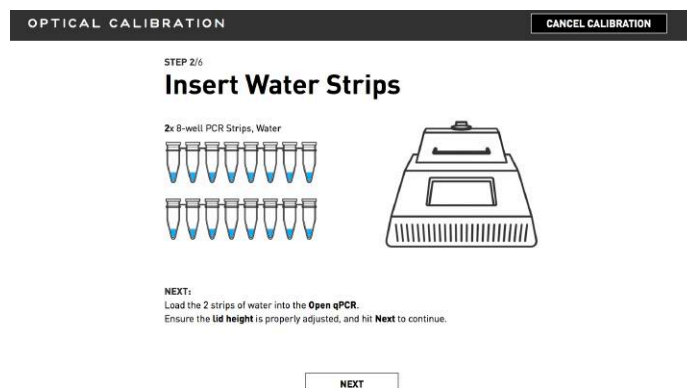 OPTICAL CALIBRATION
CANCEL CALIBRATION
STEP 2/6
Insert Water Strips
2x 8-well PCR Strips, Water
NEXT:
Load the 2 strips of water into the Open qPCR.
Ensure the lid height is properly adjusted, and hit Next to continue.
NEXT